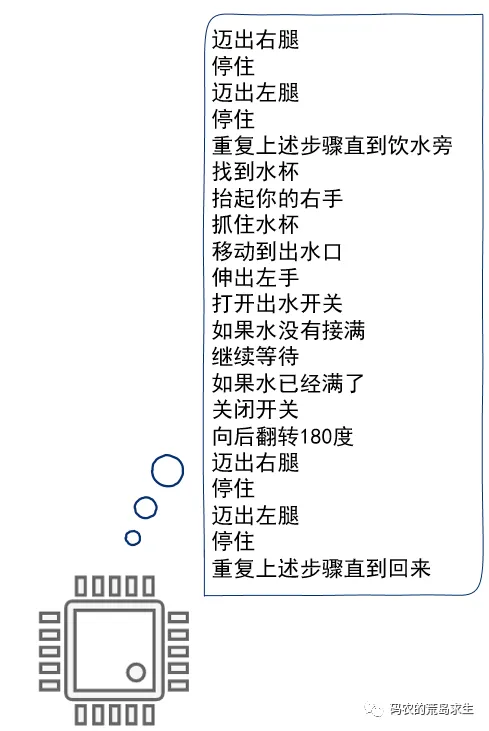 迈出右腿
停住
迈出左腿
停住
重复上述步骤直到饮水旁
找到水杯
抬起你的右手
抓住水杯
移动到出水口
伸出左手
打开出水开关
如果水没有接满
继续等待
如果水已经满了
关闭开关
向后翻转180度
迈出右腿
停住
迈出左腿
停住
重复上述步骤直到回来
码农的荒岛求生